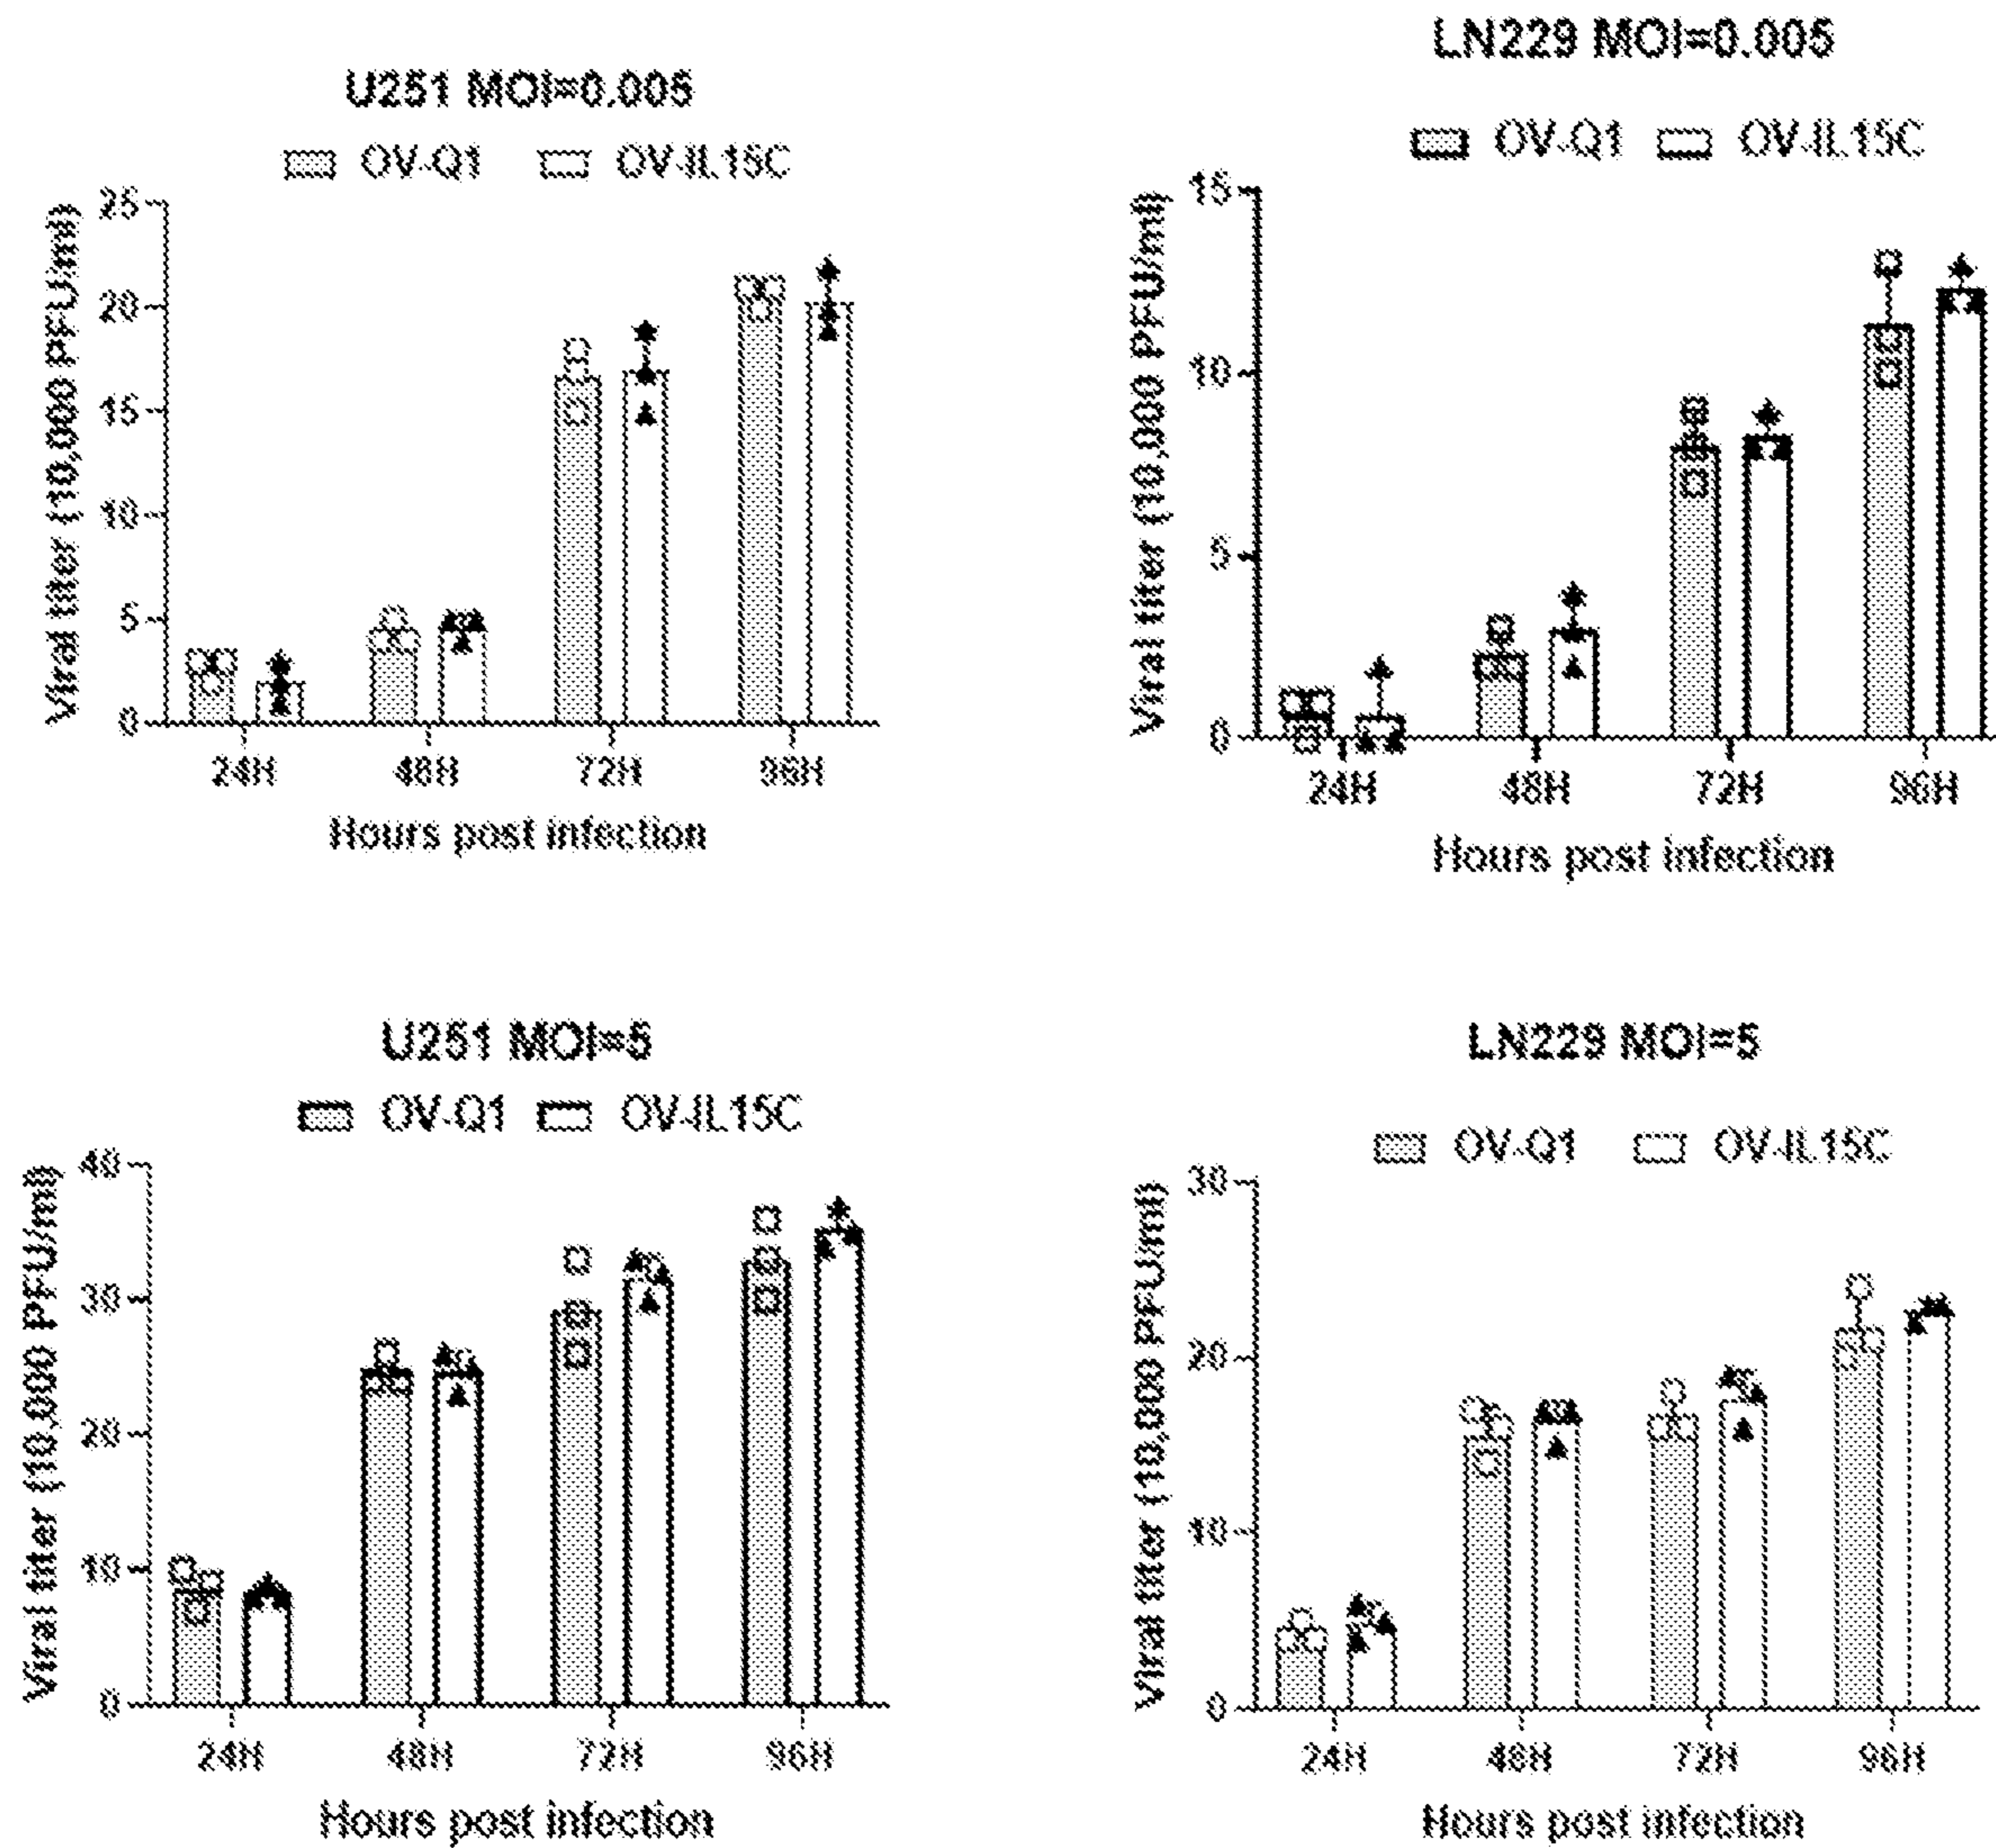 U251 MOI=0.005
OV-Q1 OV-IL15C
Viral titer (10,000 PFU/ml)
25
20
15
10
5
0
24H 48H 72H 96H
Hours post infection
LN229 MOI=0.005
OV-Q1 OV-IL15C
Viral titer (10,000 PFU/ml)
15
10
5
0
24H 48H 72H 96H
Hours post infection
U251 MOI=5
OV-Q1 OV-IL15C
Viral titer (10,000 PFU/ml)
40
30
20
10
0
24H 48H 72H 96H
Hours post infection
LN229 MOI=5
OV-Q1 OV-IL15C
Viral titer (10,000 PFU/ml)
30
20
10
0
24H 48H 72H 96H
Hours post infection